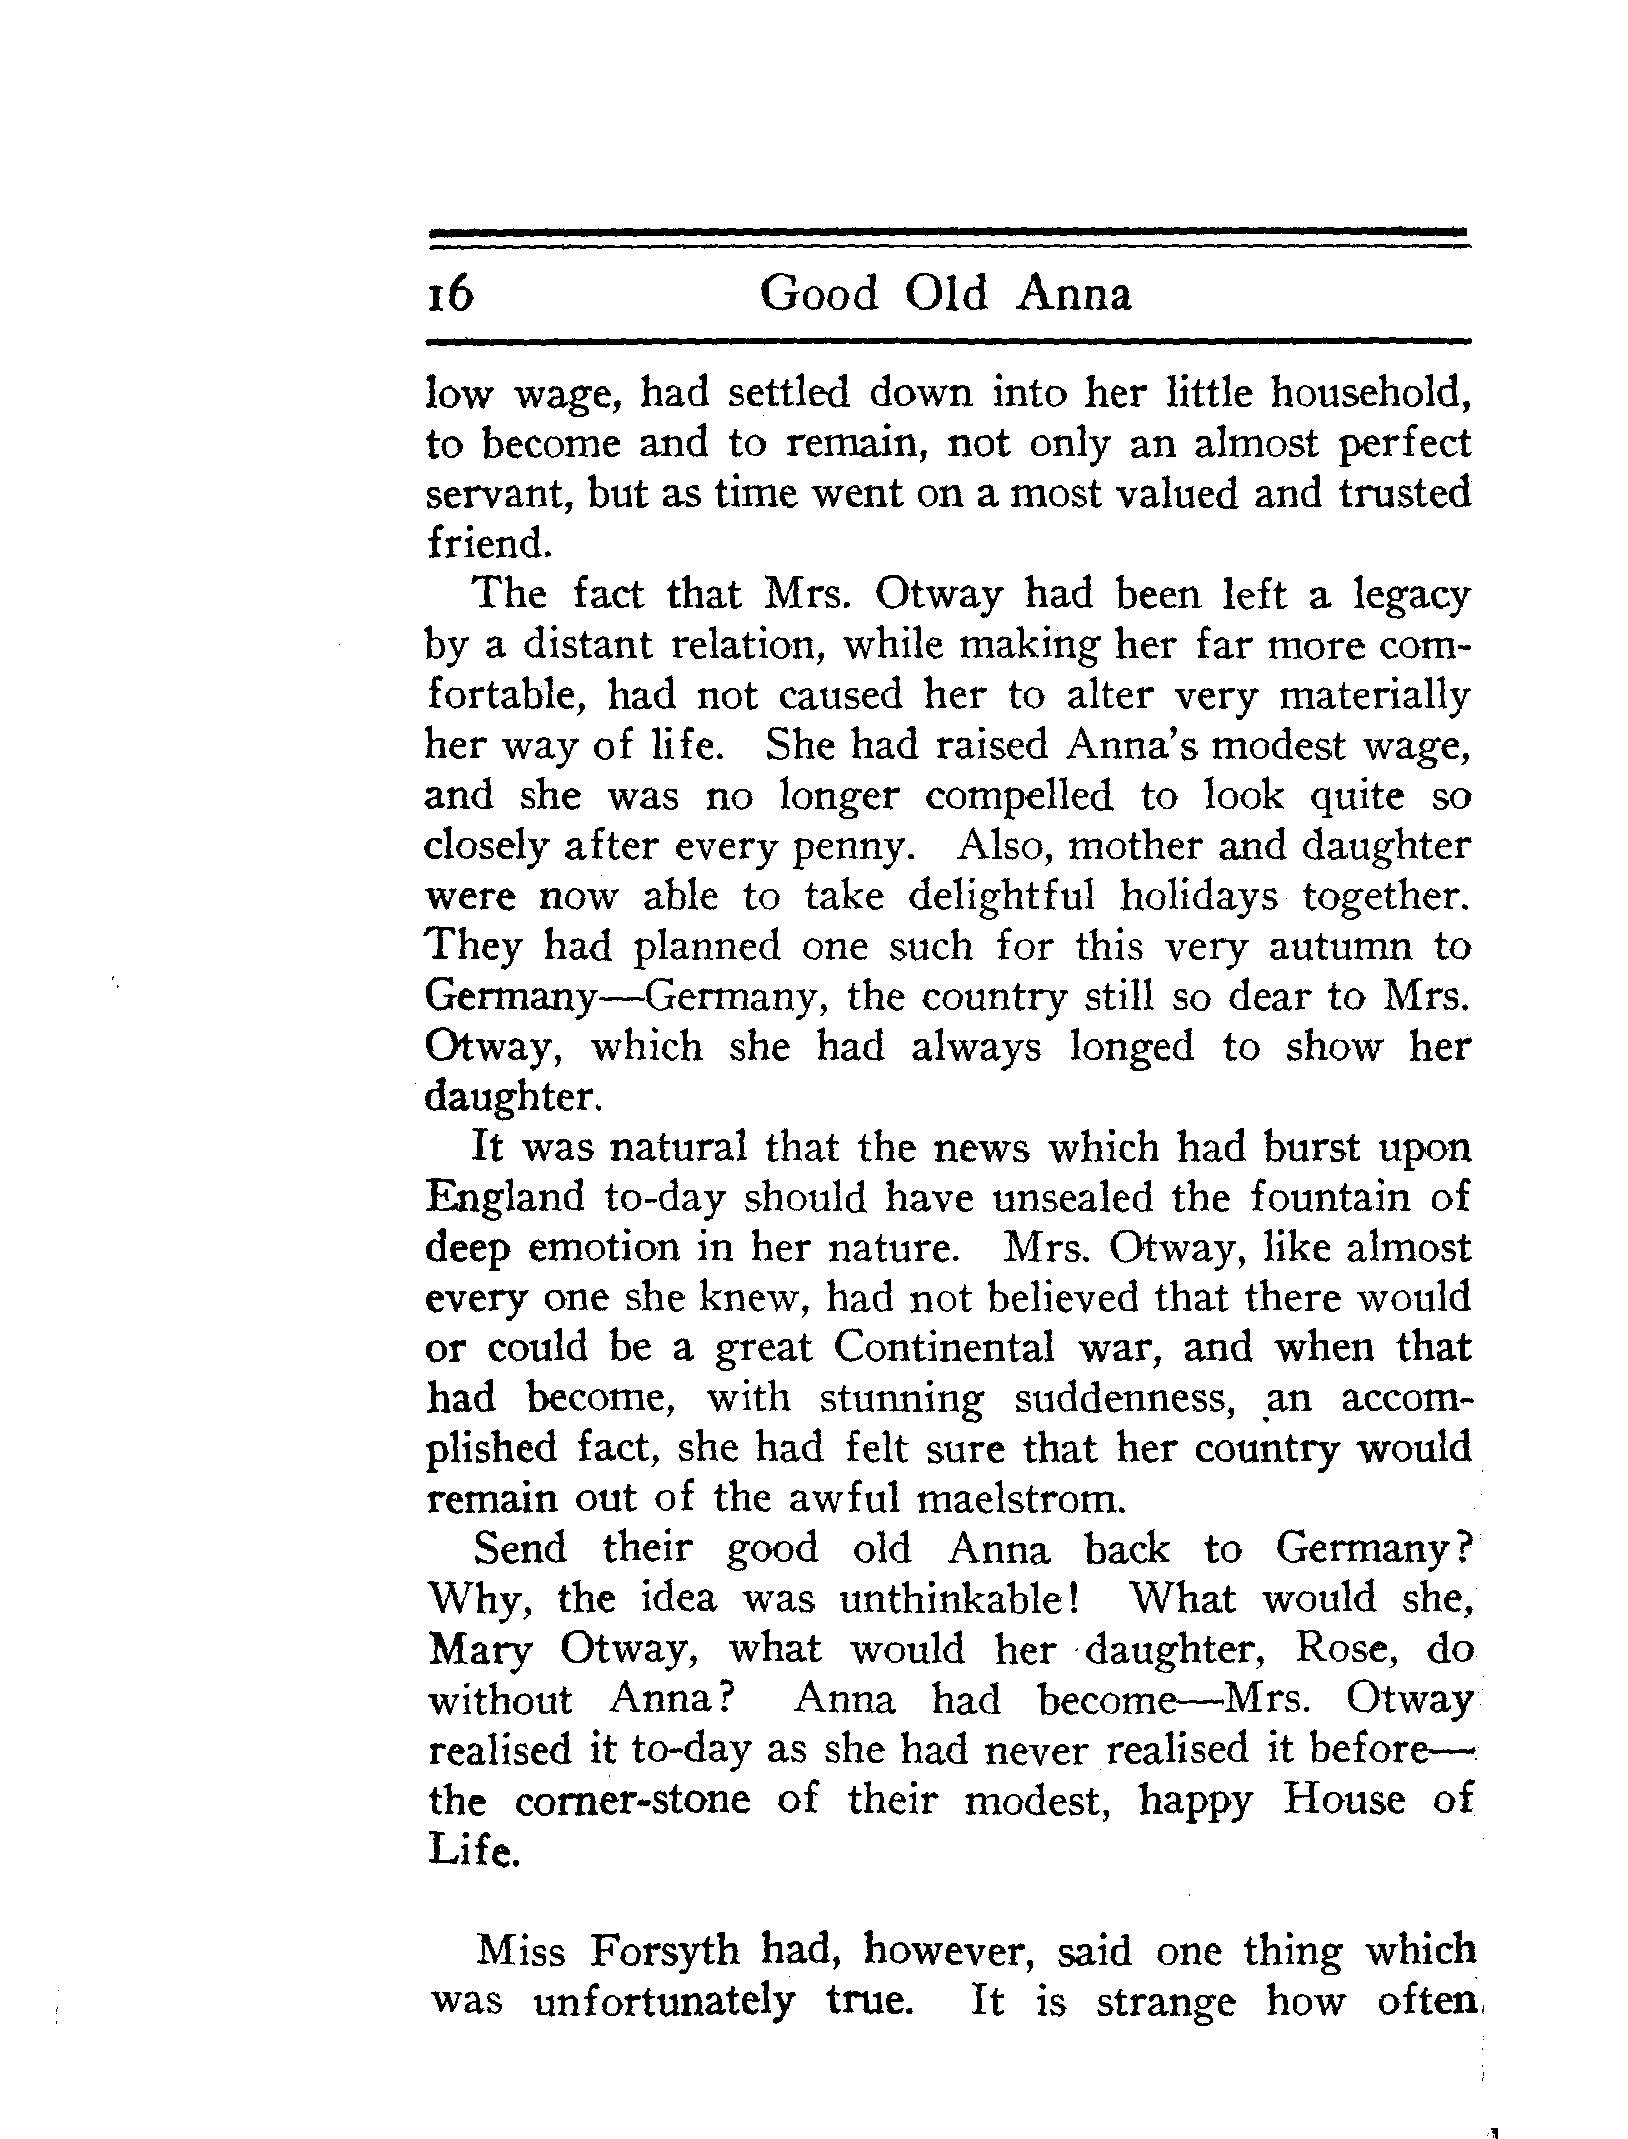 16 Good Old Anna
low wage, had settled down into her little household,
to become and to remain, not only an almost perfect
servant, but as time went on a most valued and trusted
friend.
The fact that Mrs. Otway had been left a legacy
by a distant relation, while making her far more com-
fortable, had not caused her to alter very materially
her way of life. She had raised Anna's modest wage,
and she was no longer compelled to look quite so
closely after every penny. Also, mother and daughter
were now able to take delightful holidays together.
They had planned one such for this very autumn to
Germany—Germany, the country still so dear to Mrs.
Otway, which she had always longed to show her
daughter.
It was natural that the news which had burst upon
England to-day should have unsealed the fountain of
deep emotion in her nature. Mrs. Otway, like almost
every one she knew, had not believed that there would
or could be a great Continental war, and when that
had become, with stunning suddenness, an accom-
plished fact, she had felt sure that her country would
remain out of the awful maelstrom.
Send their good old Anna back to Germany?
Why, the idea was unthinkable! What would she,
Mary Otway, what would her daughter, Rose, do
without Anna? Anna had become—Mrs. Otway
realised it to-day as she had never realised it before—
the corner-stone of their modest, happy House of
Life.
Miss Forsyth had, however, said one thing which
was unfortunately true. It is strange how often